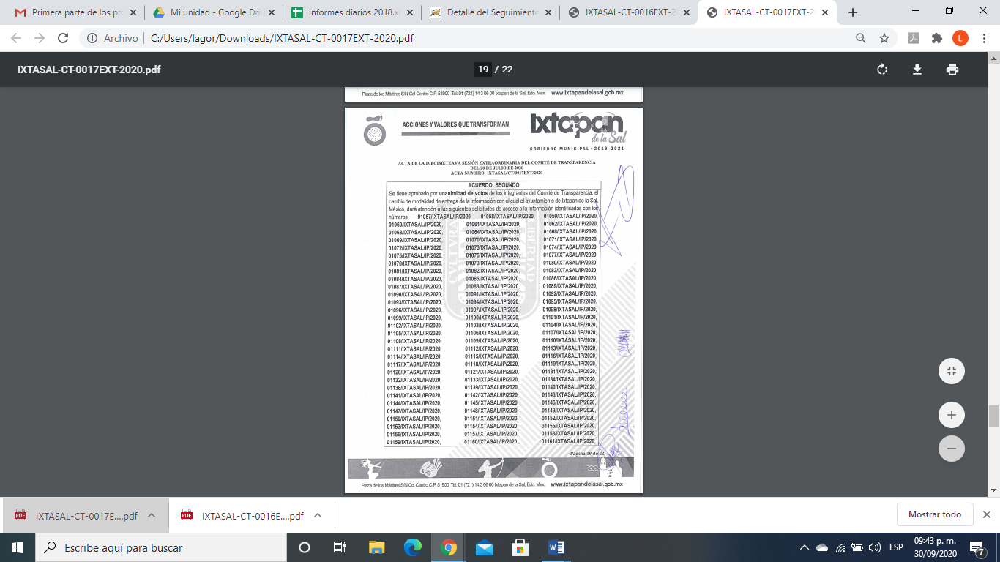 Primera parte de los pro
Mi unidad - Google Dri
informes diarios 2018.xl
Detalle del Seguimiento
IXTASAL-CT-0016EXT-2
IXTASAL-CT-0017EXT-2
Archivo
C:/Users/lagor/Downloads/IXTASAL-CT-0017EXT-2020.pdf
L
IXTASAL-CT-0017EXT-2020.pdf
19 / 22
Plaza de los Mártires S/N Col Centro C.P. 51900 Tel: 01 (721) 14 3 06 00 Ixtapan de la Sal, Edo. Mex. www.ixtapandelasal.gob.mx
ACCIONES Y VALORES QUE TRANSFORMAN
Ixtapan
de la Sal
GOBIERNO MUNICIPAL · 2019-2021
ACTA DE LA DIECISIETEAVA SESIÓN EXTRAORDINARIA DEL COMITÉ DE TRANSPARENCIA
DEL 20 DE JULIO DE 2020
ACTA NUMERO: IXTASAL/CT/0017EXT/2020
ACUERDO: SEGUNDO
Se tiene aprobado por unanimidad de votos de los integrantes del Comité de Transparencia, el
cambio de modalidad de entrega de la información con el cual el ayuntamiento de Ixtapan de la Sal,
México, dará atención a las siguientes solicitudes de acceso a la información identificadas con los
números: 01057/IXTASAL/IP/2020, 01058/IXTASAL/IP/2020, 01059/IXTASAL/IP/2020,
01060/IXTASAL/IP/2020, 01061/IXTASAL/IP/2020, 01062/IXTASAL/IP/2020,
01063/IXTASAL/IP/2020, 01064/IXTASAL/IP/2020, 01068/IXTASAL/IP/2020,
01069/IXTASAL/IP/2020, 01070/IXTASAL/IP/2020, 01071/IXTASAL/IP/2020,
01072/IXTASAL/IP/2020, 01073/IXTASAL/IP/2020, 01074/IXTASAL/IP/2020,
01075/IXTASAL/IP/2020, 01076/IXTASAL/IP/2020, 01077/IXTASAL/IP/2020,
01078/IXTASAL/IP/2020, 01079/IXTASAL/IP/2020, 01080/IXTASAL/IP/2020,
01081/IXTASAL/IP/2020, 01082/IXTASAL/IP/2020, 01083/IXTASAL/IP/2020,
01084/IXTASAL/IP/2020, 01085/IXTASAL/IP/2020, 01086/IXTASAL/IP/2020,
01087/IXTASAL/IP/2020, 01088/IXTASAL/IP/2020, 01089/IXTASAL/IP/2020,
01090/IXTASAL/IP/2020, 01091/IXTASAL/IP/2020, 01092/IXTASAL/IP/2020,
01093/IXTASAL/IP/2020, 01094/IXTASAL/IP/2020, 01095/IXTASAL/IP/2020,
01096/IXTASAL/IP/2020, 01097/IXTASAL/IP/2020, 01098/IXTASAL/IP/2020,
01099/IXTASAL/IP/2020, 01100/IXTASAL/IP/2020, 01101/IXTASAL/IP/2020,
01102/IXTASAL/IP/2020, 01103/IXTASAL/IP/2020, 01104/IXTASAL/IP/2020,
01105/IXTASAL/IP/2020, 01106/IXTASAL/IP/2020, 01107/IXTASAL/IP/2020,
01108/IXTASAL/IP/2020, 01109/IXTASAL/IP/2020, 01110/IXTASAL/IP/2020,
01111/IXTASAL/IP/2020, 01112/IXTASAL/IP/2020, 01113/IXTASAL/IP/2020,
01114/IXTASAL/IP/2020, 01115/IXTASAL/IP/2020, 01116/IXTASAL/IP/2020,
01117/IXTASAL/IP/2020, 01118/IXTASAL/IP/2020, 01119/IXTASAL/IP/2020,
01120/IXTASAL/IP/2020, 01121/IXTASAL/IP/2020, 01131/IXTASAL/IP/2020,
01132/IXTASAL/IP/2020, 01133/IXTASAL/IP/2020, 01134/IXTASAL/IP/2020,
01138/IXTASAL/IP/2020, 01139/IXTASAL/IP/2020, 01140/IXTASAL/IP/2020,
01141/IXTASAL/IP/2020, 01142/IXTASAL/IP/2020, 01143/IXTASAL/IP/2020,
01144/IXTASAL/IP/2020, 01145/IXTASAL/IP/2020, 01146/IXTASAL/IP/2020,
01147/IXTASAL/IP/2020, 01148/IXTASAL/IP/2020, 01149/IXTASAL/IP/2020,
01150/IXTASAL/IP/2020, 01151/IXTASAL/IP/2020, 01152/IXTASAL/IP/2020,
01153/IXTASAL/IP/2020, 01154/IXTASAL/IP/2020, 01155/IXTASAL/IP/2020,
01156/IXTASAL/IP/2020, 01157/IXTASAL/IP/2020, 01158/IXTASAL/IP/2020,
01159/IXTASAL/IP/2020, 01160/IXTASAL/IP/2020, 01161/IXTASAL/IP/2020,
CVLTVRA
LIBERTAD
Página 19 de 22
Plaza de los Mártires S/N Col Centro C.P. 51900 Tel: 01 (721) 14 3 06 00 Ixtapan de la Sal, Edo. Mex. www.ixtapandelasal.gob.mx
IXTASAL-CT-0017E....pdf
IXTASAL-CT-0016E....pdf
Mostrar todo
Escribe aquí para buscar
ESP
09:43 p. m.
30/09/2020
7